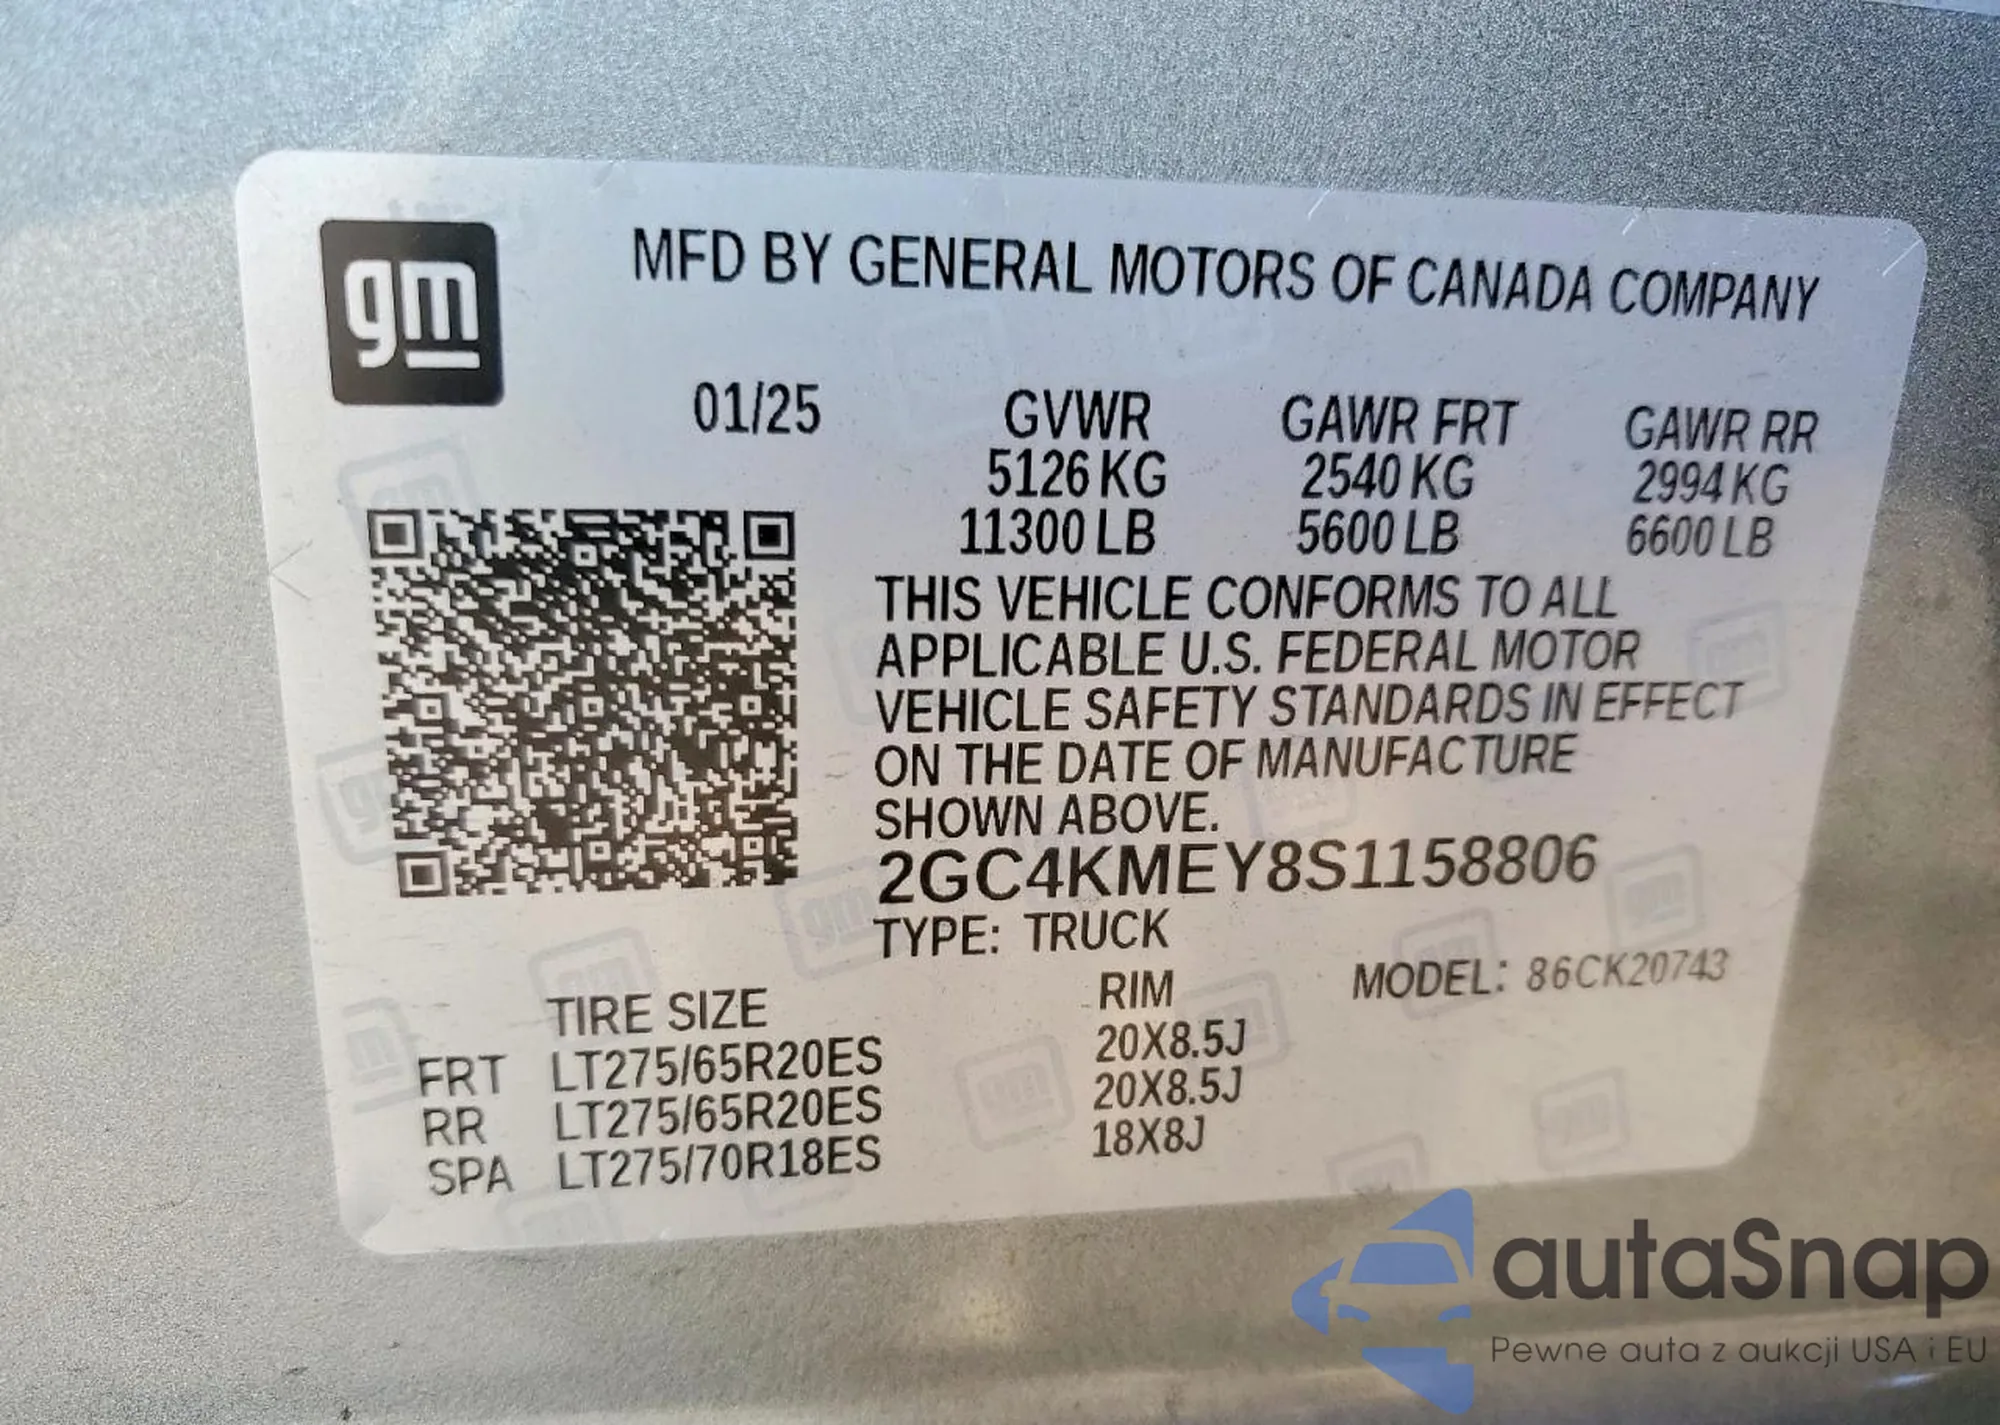 gm
MFD BY GENERAL MOTORS OF CANADA COMPANY
01/25 GVWR GAWR FRT GAWR RR
5126 KG 2540 KG 2994 KG
11300 LB 5600 LB 6600 LB
THIS VEHICLE CONFORMS TO ALL
APPLICABLE U.S. FEDERAL MOTOR
VEHICLE SAFETY STANDARDS IN EFFECT
ON THE DATE OF MANUFACTURE
SHOWN ABOVE.
2GC4KMEY8S1158806
TYPE: TRUCK
MODEL: 86CK20743
TIRE SIZE RIM
FRT LT275/65R20ES 20X8.5J
RR LT275/65R20ES 20X8.5J
SPA LT275/70R18ES 18X8J
autaSnap
Pewne auta z aukcji USA i EU